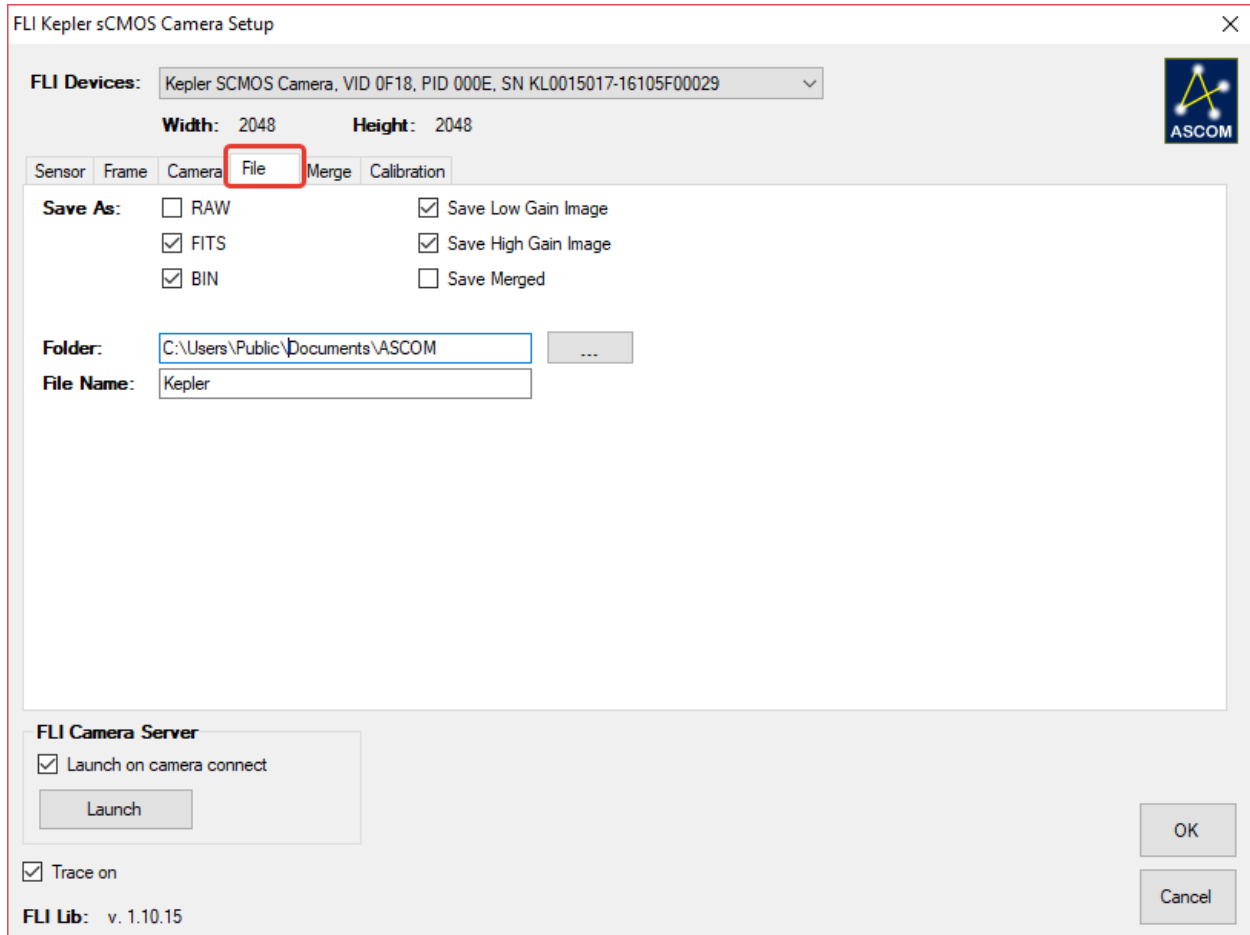 FLI Kepler sCMOS Camera Setup
FLI Devices: Kepler SCMOS Camera, VID 0F18, PID 000E, SN KL0015017-16105F00029
ASCOM
Width: 2048 Height: 2048
Sensor Frame Camera File Merge Calibration
Save As: RAW Save Low Gain Image
FITS Save High Gain Image
BIN Save Merged
Folder: C:\Users\Public\Documents\ASCOM ...
File Name: Kepler
FLI Camera Server
Launch on camera connect
Launch
OK
Trace on
Cancel
FLI Lib: v. 1.10.15